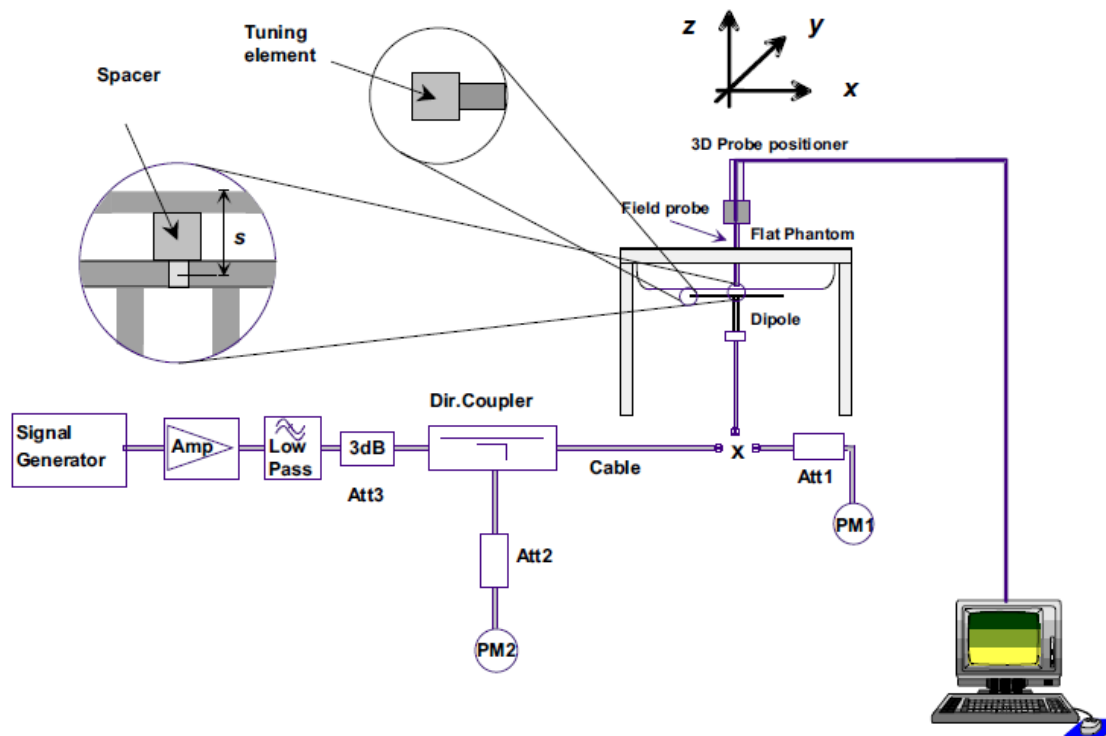 Tuning
element
Spacer
z
y
x
3D Probe positioner
Field probe
Flat Phantom
s
Dipole
Dir.Coupler
Signal
Generator
Amp
Low
Pass
3dB
Att3
Cable
x
Att1
PM1
Att2
PM2